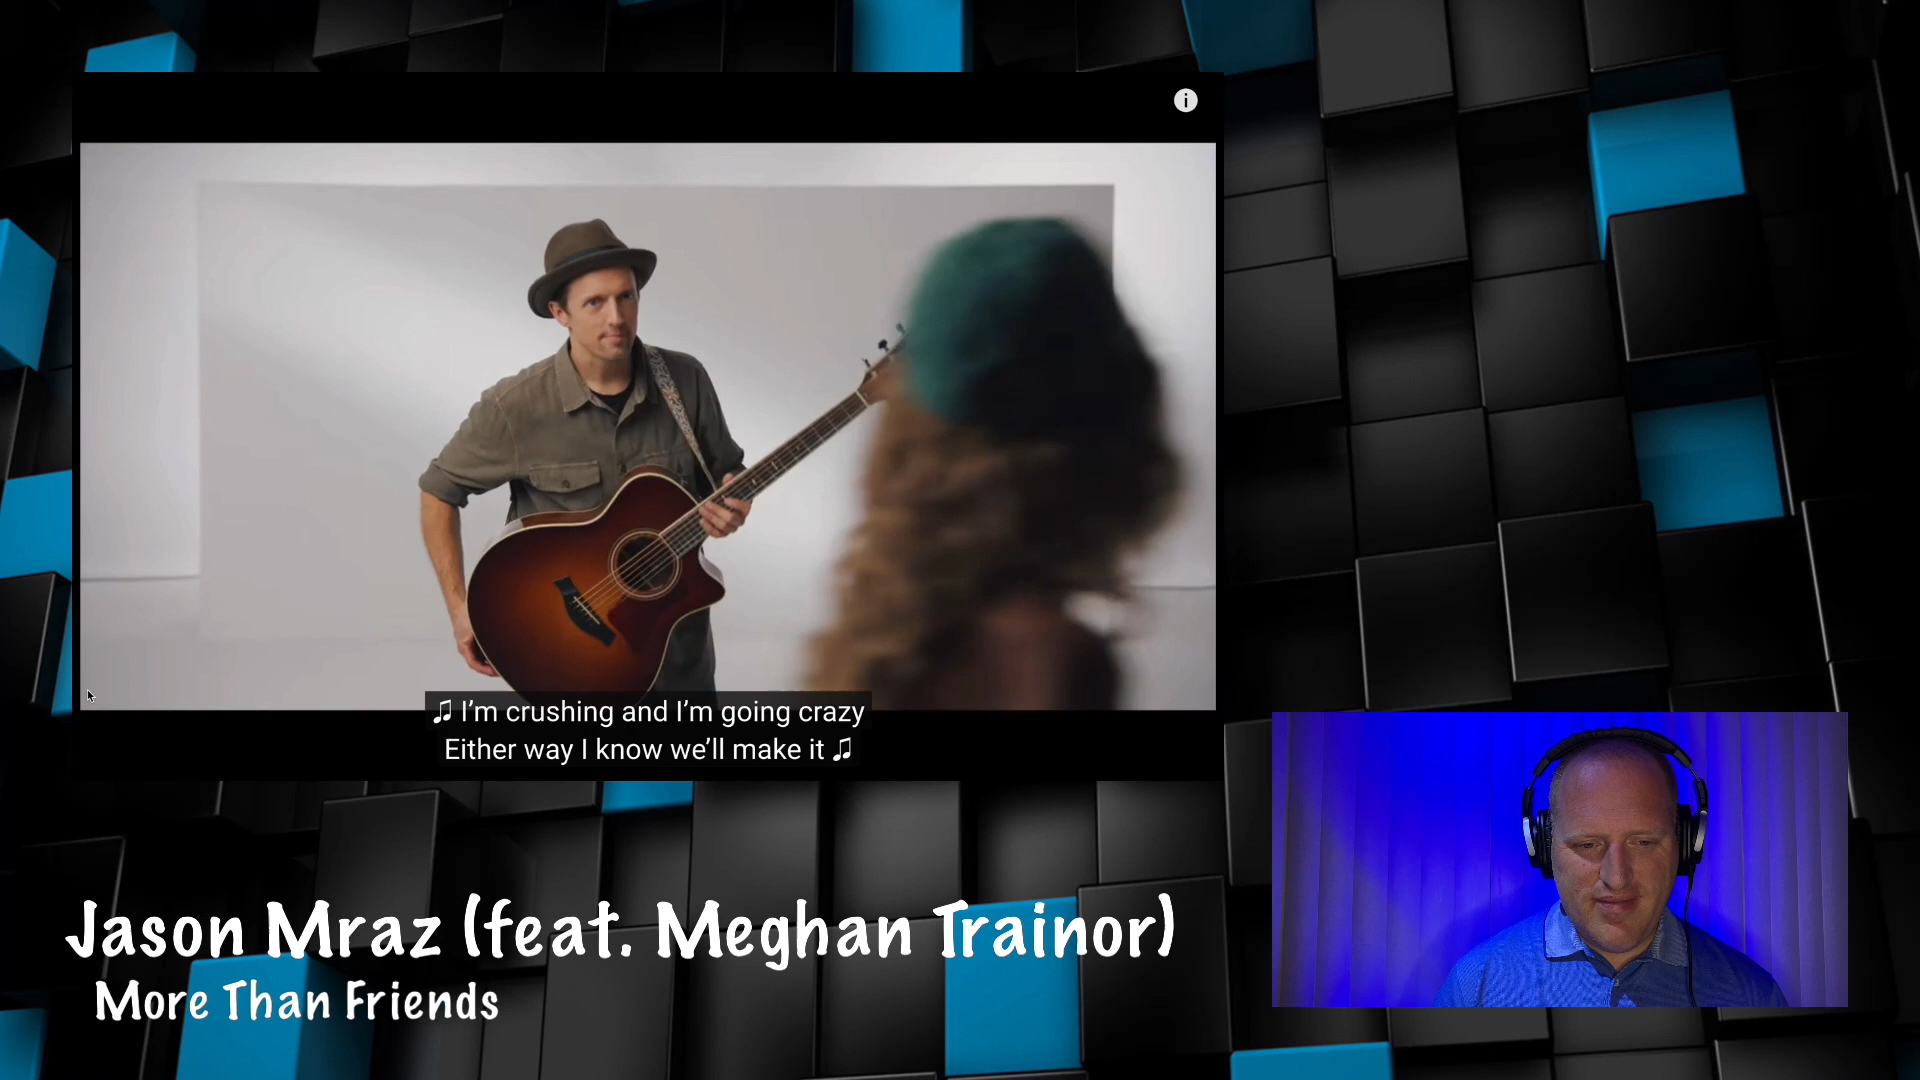 ♫ I’m crushing and I’m going crazy
Either way I know we’ll make it ♫
Jason Mraz (feat. Meghan Trainor)
More Than Friends